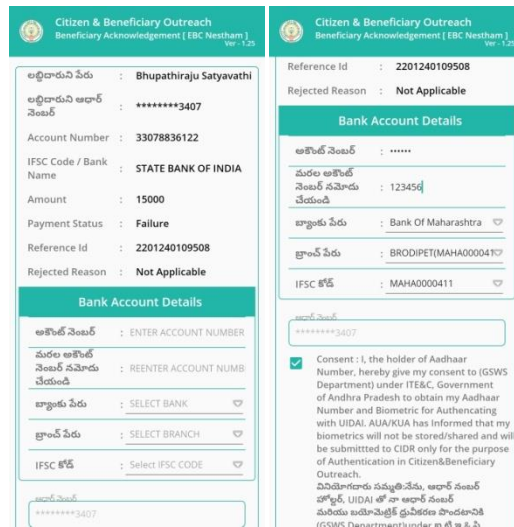 Citizen & Beneficiary Outreach
Beneficiary Acknowledgement [ EBC Nestham ]
Ver - 1.25
లబ్ధిదారుని పేరు : Bhupathiraju Satyavathi
లబ్ధిదారుని ఆధార్
నెంబర్ : ********3407
Account Number : 33078836122
IFSC Code / Bank
Name : STATE BANK OF INDIA
Amount : 15000
Payment Status : Failure
Reference Id : 2201240109508
Rejected Reason : Not Applicable
Bank Account Details
అకౌంట్ నెంబర్ : ENTER ACCOUNT NUMBER
మరల అకౌంట్
నెంబర్ నమోదు : REENTER ACCOUNT NUMB
చేయండి
బ్యాంకు పేరు : SELECT BANK
బ్రాంచ్ పేరు : SELECT BRANCH
IFSC కోడ్ : Select IFSC CODE
ఆధార్ నెంబర్
********3407
Citizen & Beneficiary Outreach
Beneficiary Acknowledgement [ EBC Nestham ]
Ver - 1.25
Reference Id : 2201240109508
Rejected Reason : Not Applicable
Bank Account Details
అకౌంట్ నెంబర్ : ••••••
మరల అకౌంట్
నెంబర్ నమోదు : 123456
చేయండి
బ్యాంకు పేరు : Bank Of Maharashtra
బ్రాంచ్ పేరు : BRODIPET(MAHA000041
IFSC కోడ్ : MAHA0000411
ఆధార్ నెంబర్
********3407
Consent : I, the holder of Aadhaar
Number, hereby give my consent to (GSWS
Department) under ITE&C, Government
of Andhra Pradesh to obtain my Aadhaar
Number and Biometric for Authencating
with UIDAI. AUA/KUA has Informed that my
biometrics will not be stored/shared and will
be submittted to CIDR only for the purpose
of Authentication in Citizen&Beneficiary
Outreach.
వినియోగదారు సమ్మతి:నేను, ఆధార్ నంబర్
హోల్డర్, UIDAI తో నా ఆధార్ నంబర్
మరియు బయోమెట్రిక్ ధ్రువీకరణ పొందటానికి
(GSWS Department)under ఐ.టి.ఇ & సి